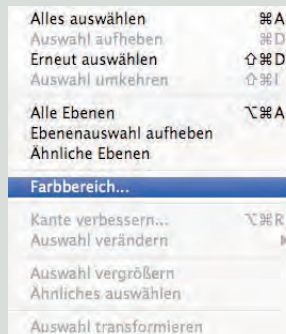 Alles auswählen ⌘A
Auswahl aufheben ⌘D
Erneut auswählen ⇧⌘D
Auswahl umkehren ⇧⌘I
Alle Ebenen ⌥⌘A
Ebenenauswahl aufheben
Ähnliche Ebenen
Farbbereich...
Kante verbessern... ⌥⌘R
Auswahl verändern
Auswahl vergrößern
Ähnliches auswählen
Auswahl transformieren